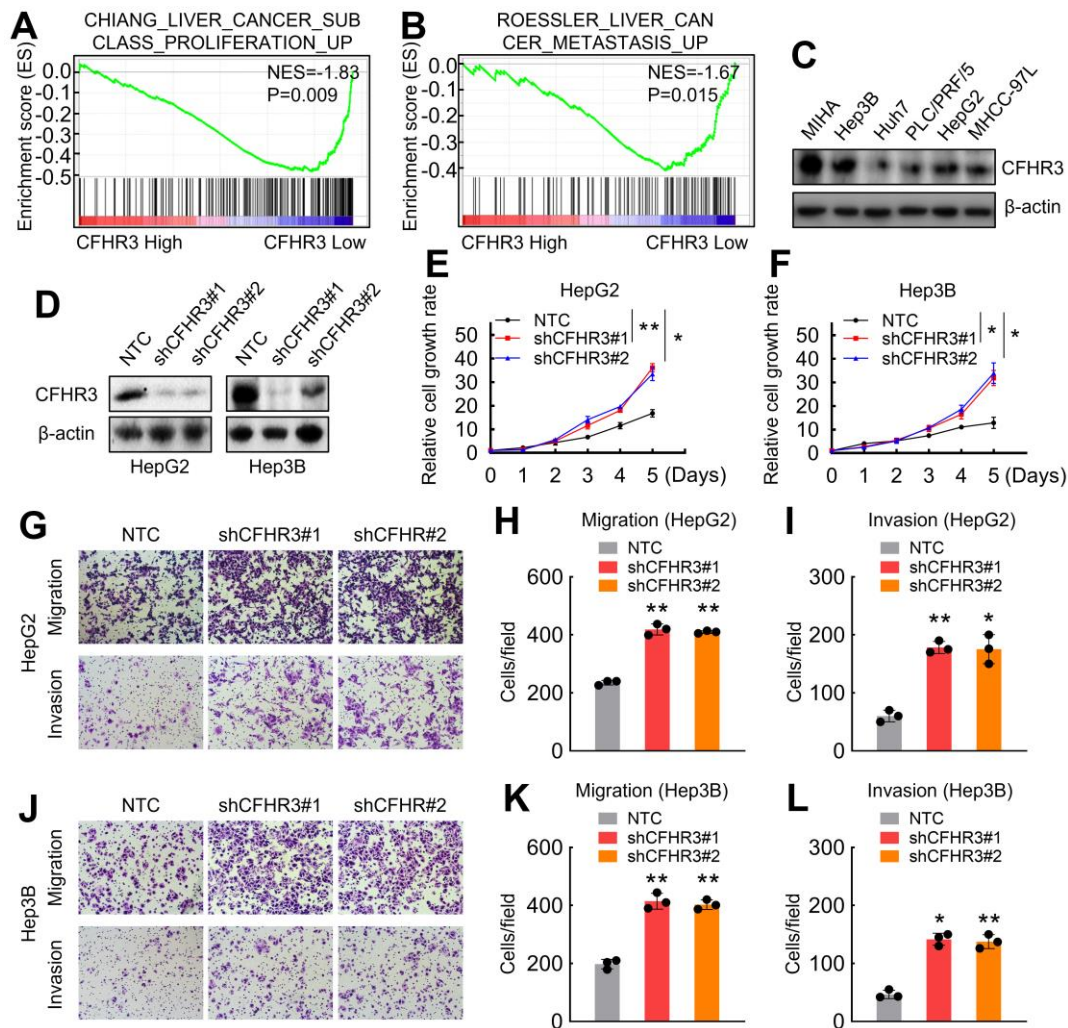 A
CHIANG_LIVER_CANCER_SUB
CLASS_PROLIFERATION_UP
Enrichment score (ES)
0.0
-0.1
-0.2
-0.3
-0.4
-0.5
NES=-1.83
P=0.009
CFHR3 High
CFHR3 Low
B
ROESSLER_LIVER_CAN
CER_METASTASIS_UP
Enrichment score (ES)
0.0
-0.1
-0.2
-0.3
-0.4
NES=-1.67
P=0.015
CFHR3 High
CFHR3 Low
C
MIHA
Hep3B
Huh7
PLC/PRF/5
HepG2
MHCC-97L
CFHR3
β-actin
D
NTC
shCFHR3#1
shCFHR3#2
NTC
shCFHR3#1
shCFHR3#2
CFHR3
β-actin
HepG2
Hep3B
E
HepG2
NTC
shCFHR3#1
shCFHR3#2
**
*
Relative cell growth rate
50
40
30
20
10
0
0 1 2 3 4 5 (Days)
F
Hep3B
NTC
shCFHR3#1
shCFHR3#2
*
*
Relative cell growth rate
50
40
30
20
10
0
0 1 2 3 4 5 (Days)
G
NTC
shCFHR3#1
shCFHR#2
HepG2
Migration
Invasion
H
Migration (HepG2)
NTC
shCFHR3#1
shCFHR3#2
Cells/field
600
400
200
0
**
**
I
Invasion (HepG2)
NTC
shCFHR3#1
shCFHR3#2
Cells/field
300
200
100
0
**
*
J
NTC
shCFHR3#1
shCFHR#2
Hep3B
Migration
Invasion
K
Migration (Hep3B)
NTC
shCFHR3#1
shCFHR3#2
Cells/field
600
400
200
0
**
**
L
Invasion (Hep3B)
NTC
shCFHR3#1
shCFHR3#2
Cells/field
150
100
50
0
*
**